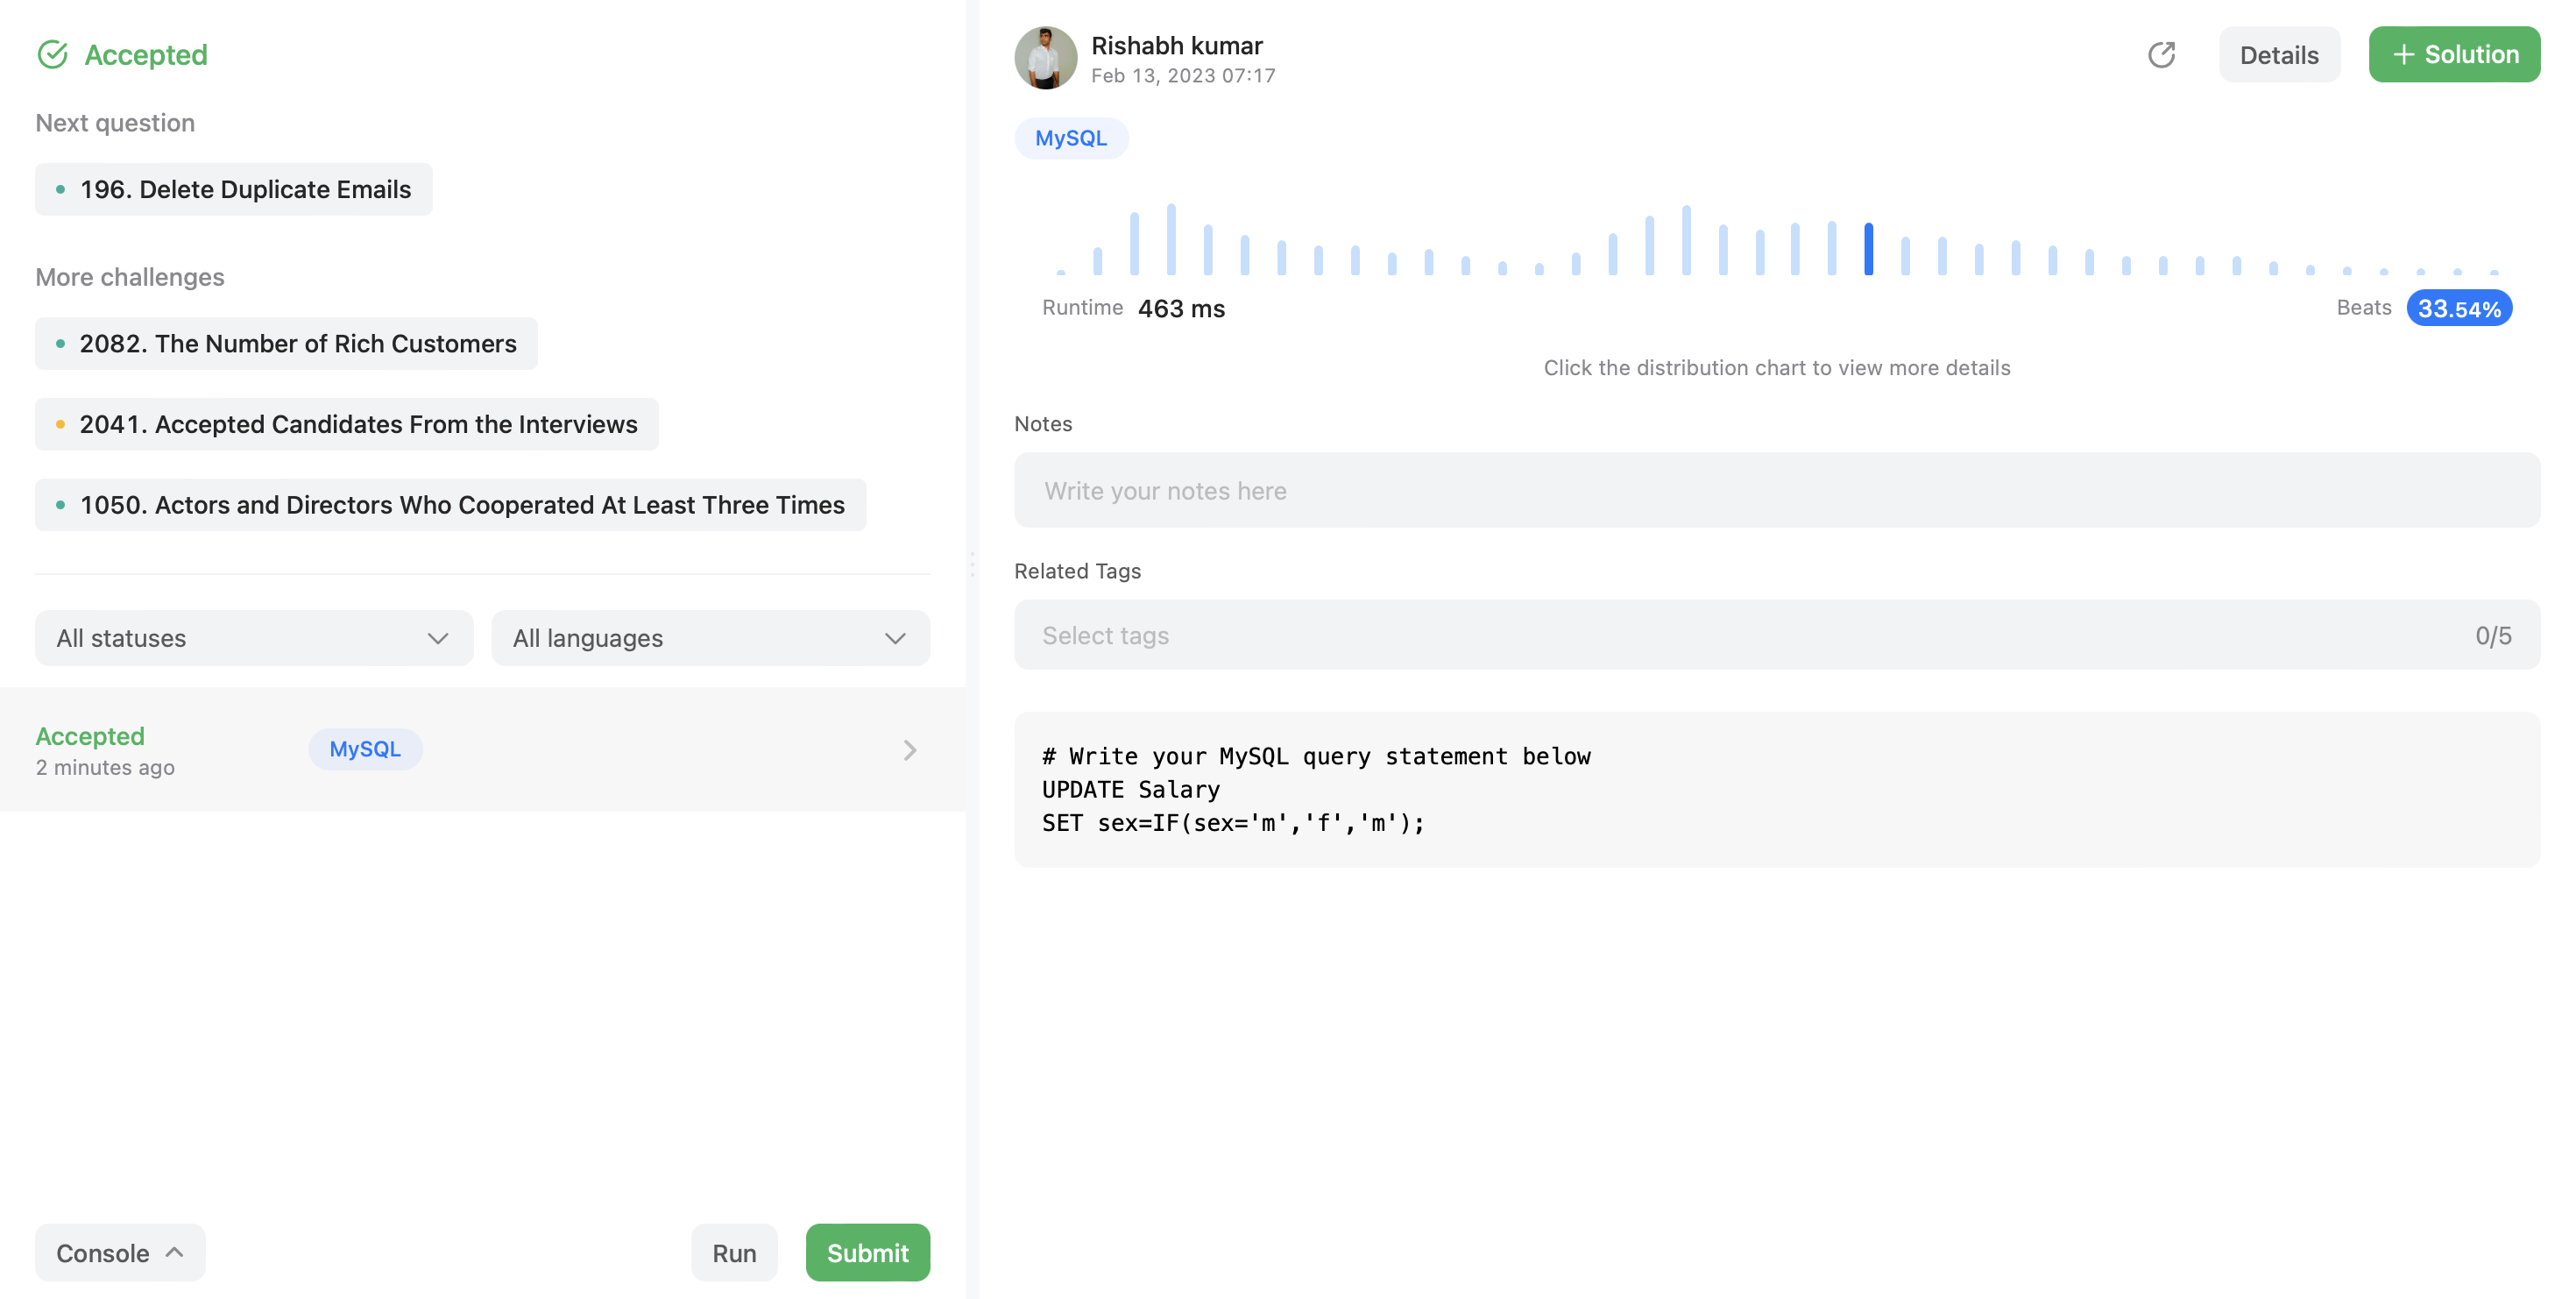 Accepted
Next question
196. Delete Duplicate Emails
More challenges
2082. The Number of Rich Customers
2041. Accepted Candidates From the Interviews
1050. Actors and Directors Who Cooperated At Least Three Times
All statuses
All languages
Accepted
2 minutes ago
MySQL
Console
Run
Submit
Rishabh kumar
Feb 13, 2023 07:17
Details
+ Solution
MySQL
Runtime 463 ms
Beats 33.54%
Click the distribution chart to view more details
Notes
Write your notes here
Related Tags
Select tags
0/5
# Write your MySQL query statement below
UPDATE Salary
SET sex=IF(sex='m','f','m');